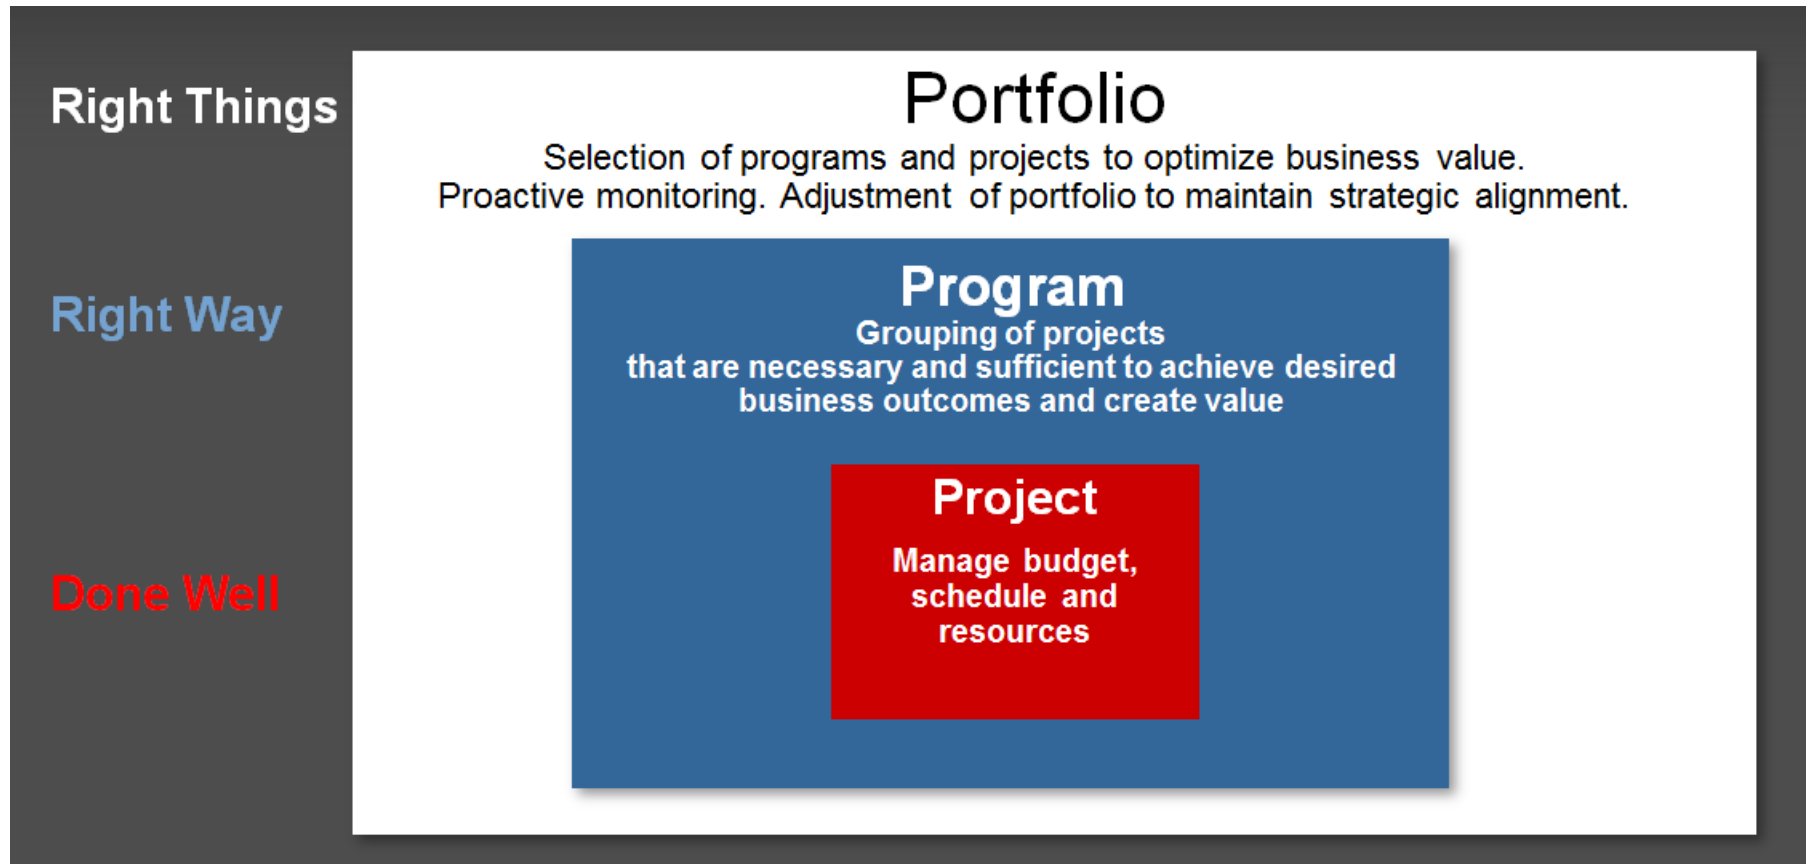 Right Things
Portfolio
Selection of programs and projects to optimize business value.
Proactive monitoring. Adjustment of portfolio to maintain strategic alignment.
Right Way
Program
Grouping of projects
that are necessary and sufficient to achieve desired
business outcomes and create value
Done Well
Project
Manage budget,
schedule and
resources